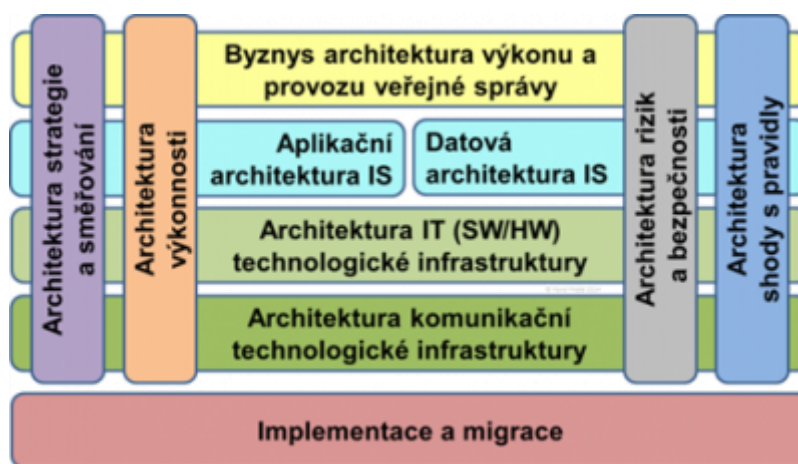 Architektura strategie
a směřování
Architektura
výkonnosti
Byznys architektura výkonu a
provozu veřejné správy
Aplikační
architektura IS
Datová
architektura IS
Architektura IT (SW/HW)
technologické infrastruktury
Architektura komunikační
technologické infrastruktury
Architektura rizik
a bezpečnosti
Architektura
shody s pravidly
Implementace a migrace